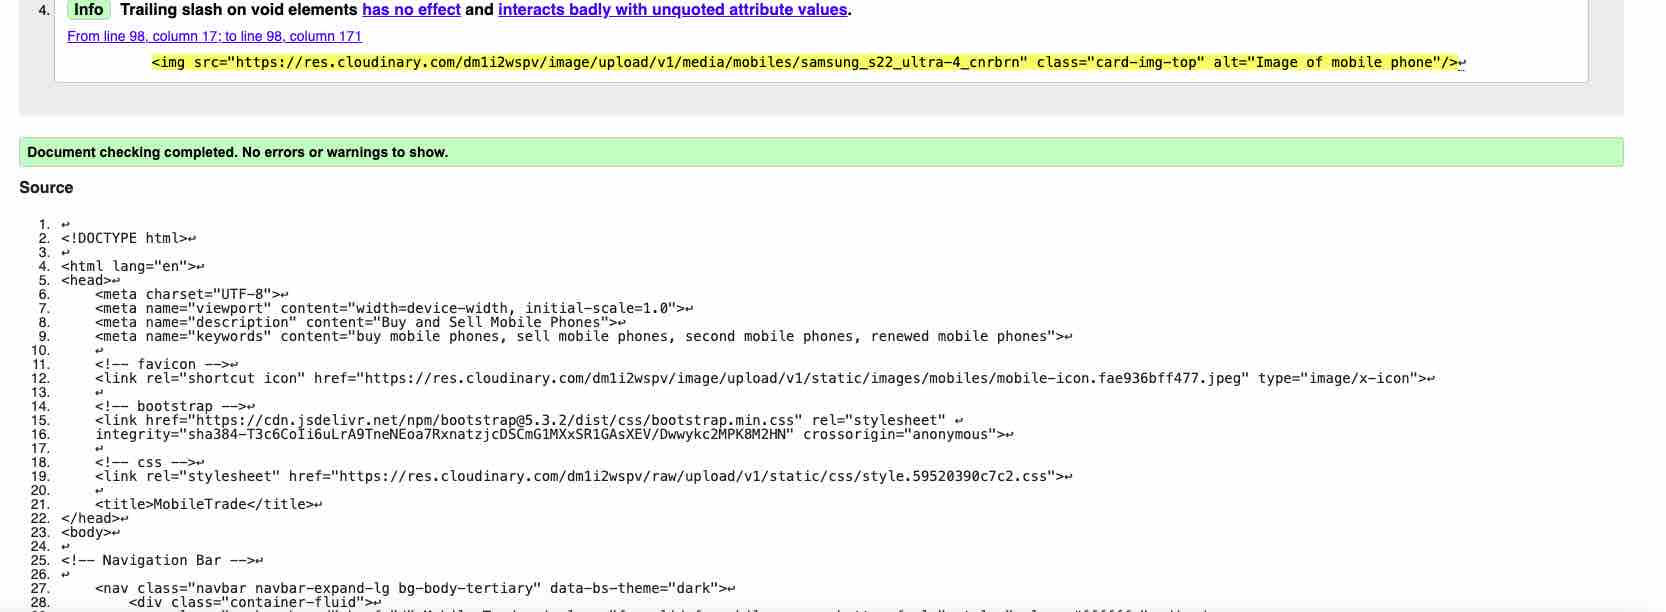 4. Info Trailing slash on void elements has no effect and interacts badly with unquoted attribute values.
From line 98, column 17; to line 98, column 171
<img src="https://res.cloudinary.com/dm1i2wspv/image/upload/v1/media/mobiles/samsung_s22_ultra-4_cnrbrn" class="card-img-top" alt="Image of mobile phone"/>↩
Document checking completed. No errors or warnings to show.
Source
1. ↩
2. <!DOCTYPE html>↩
3. ↩
4. <html lang="en">↩
5. <head>↩
6. <meta charset="UTF-8">↩
7. <meta name="viewport" content="width=device-width, initial-scale=1.0">↩
8. <meta name="description" content="Buy and Sell Mobile Phones">↩
9. <meta name="keywords" content="buy mobile phones, sell mobile phones, second mobile phones, renewed mobile phones">↩
10. ↩
11. <!-- favicon -->↩
12. <link rel="shortcut icon" href="https://res.cloudinary.com/dm1i2wspv/image/upload/v1/static/images/mobiles/mobile-icon.fae936bff477.jpeg" type="image/x-icon">↩
13. ↩
14. <!-- bootstrap -->↩
15. <link href="https://cdn.jsdelivr.net/npm/bootstrap@5.3.2/dist/css/bootstrap.min.css" rel="stylesheet" ↩
16. integrity="sha384-T3c6CoIi6uLrA9TneNEoa7RxnatzjcDSCmG1MXxSR1GAsXEV/Dwwykc2MPK8M2HN" crossorigin="anonymous">↩
17. ↩
18. <!-- css -->↩
19. <link rel="stylesheet" href="https://res.cloudinary.com/dm1i2wspv/raw/upload/v1/static/css/style.59520390c7c2.css">↩
20. ↩
21. <title>MobileTrade</title>↩
22. </head>↩
23. <body>↩
24. ↩
25. <!-- Navigation Bar -->↩
26. ↩
27. <nav class="navbar navbar-expand-lg bg-body-tertiary" data-bs-theme="dark">↩
28. <div class="container-fluid">↩